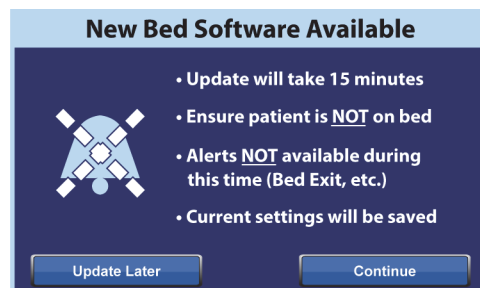 New Bed Software Available
• Update will take 15 minutes
• Ensure patient is NOT on bed
• Alerts NOT available during
this time (Bed Exit, etc.)
• Current settings will be saved
Update Later
Continue